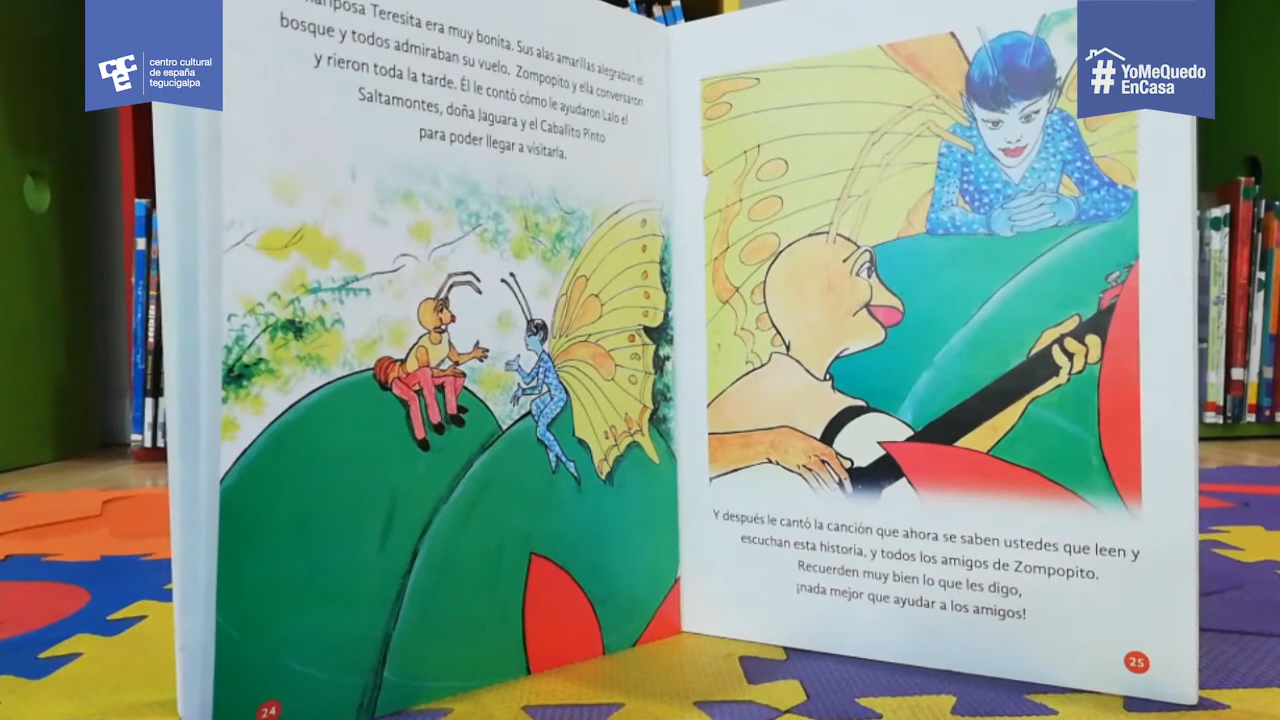 cce
centro cultural
de españa
tegucigalpa
#YoMeQuedo
EnCasa
Teresita era muy bonita. Sus alas amarillas alegraban el
bosque y todos admiraban su vuelo. Zompopito y ella conversaron
y rieron toda la tarde. Él le contó cómo le ayudaron Lalo el
Saltamontes, doña Jaguara y el Caballito Pinto
para poder llegar a visitarla.
24
Y después le cantó la canción que ahora se saben ustedes que leen y
escuchan esta historia, y todos los amigos de Zompopito.
Recuerden muy bien lo que les digo,
¡nada mejor que ayudar a los amigos!
25